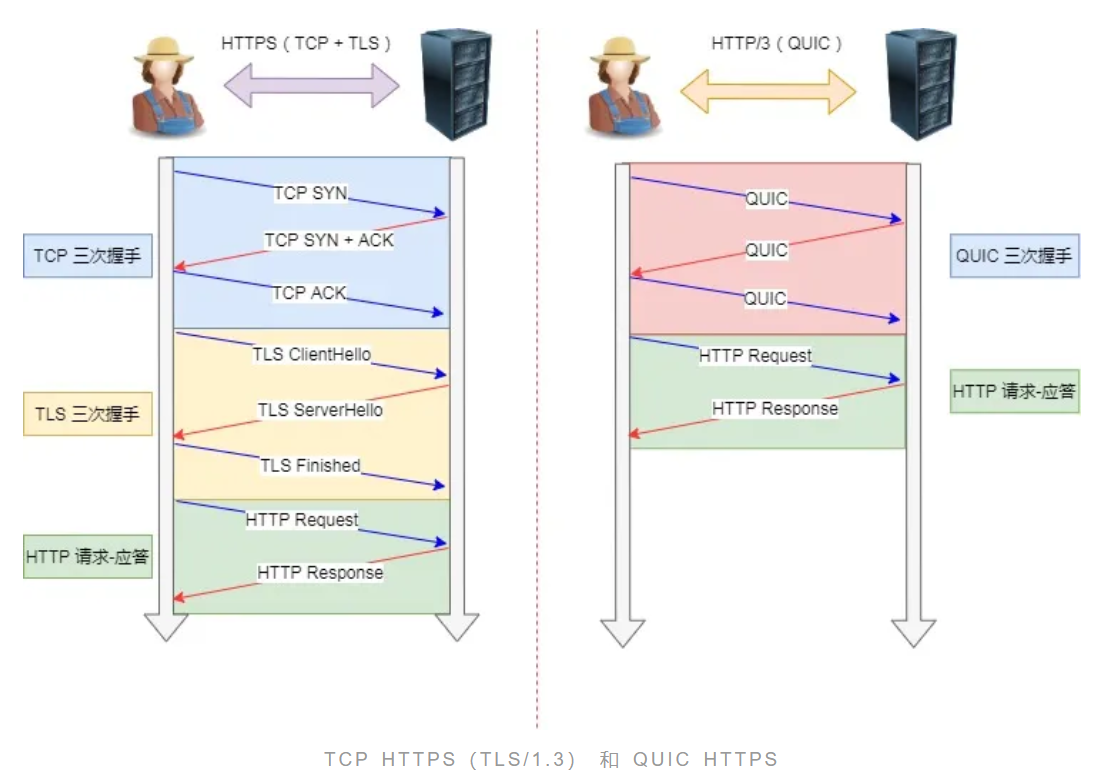 HTTPS（TCP + TLS）
TCP SYN
TCP SYN + ACK
TCP 三次握手
TCP ACK
TLS ClientHello
TLS ServerHello
TLS 三次握手
TLS Finished
HTTP Request
HTTP 请求-应答
HTTP Response
HTTP/3（QUIC）
QUIC
QUIC
QUIC 三次握手
QUIC
HTTP Request
HTTP 请求-应答
HTTP Response
TCP HTTPS（TLS/1.3） 和 QUIC HTTPS